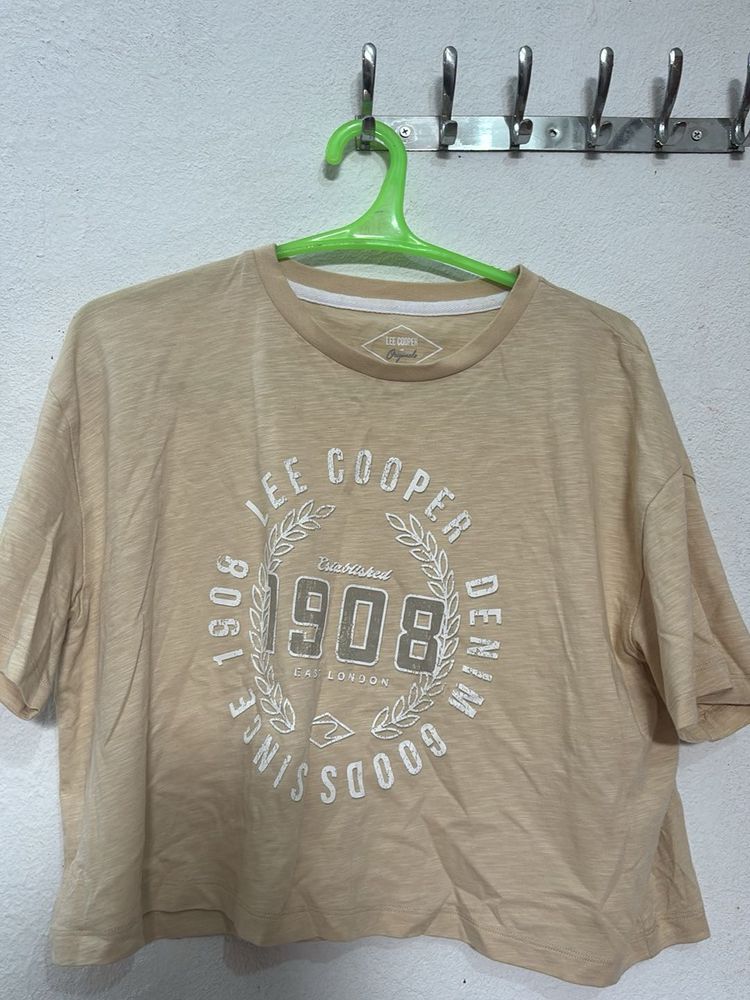 LEE COOPER
Originals
LEE COOPER DENIM GOODS SINCE 1908
Established
1908
EAST LONDON